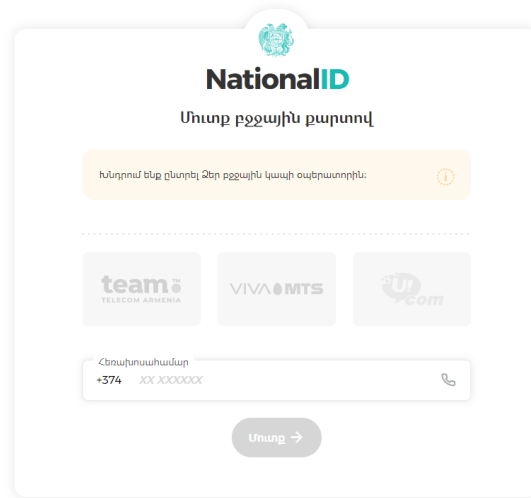 NationalID
Մուտք բջջային քարտով
Խնդրում ենք ընտրել Ձեր բջջային կապի օպերատորին:
team™
TELECOM ARMENIA
VIVA MTS
U!
com
Հեռախոսահամար
+374 XX XXXXXX
Մուտք